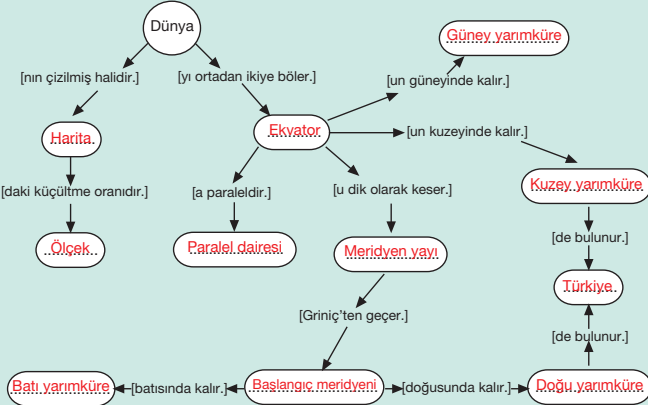 Dünya
Güney yarımküre
[nın çizilmiş halidir.]
[yı ortadan ikiye böler.]
[un güneyinde kalır.]
Harita
Ekvator
[un kuzeyinde kalır.]
[daki küçültme oranıdır.]
[a paraleldir.]
[u dik olarak keser.]
Kuzey yarımküre
Ölçek
Paralel dairesi
Meridyen yayı
[de bulunur.]
Türkiye
[Griniç’ten geçer.]
[de bulunur.]
Batı yarımküre
[batısında kalır.]
Başlangıç meridyeni
[doğusunda kalır.]
Doğu yarımküre